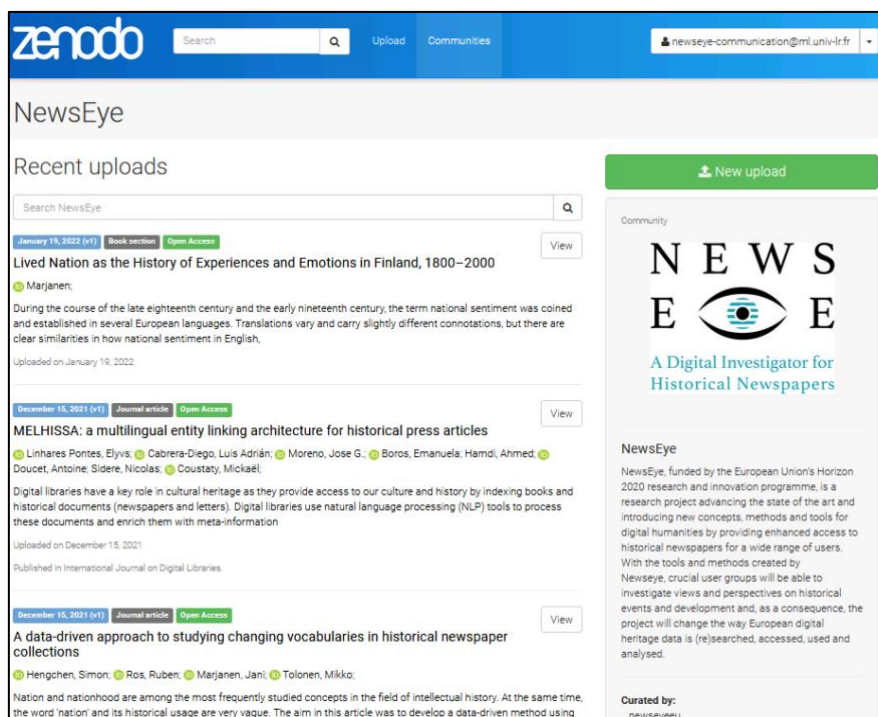 zenodo
Search
Upload
Communities
newseye-communication@ml.univ-lr.fr
NewsEye
Recent uploads
Search NewsEye
January 19, 2022 (v1) Book section Open Access
View
Lived Nation as the History of Experiences and Emotions in Finland, 1800–2000
Marjanen;
During the course of the late eighteenth century and the early nineteenth century, the term national sentiment was coined
and established in several European languages. Translations vary and carry slightly different connotations, but there are
clear similarities in how national sentiment in English,
Uploaded on January 19, 2022
December 15, 2021 (v1) Journal article Open Access
View
MELHISSA: a multilingual entity linking architecture for historical press articles
Linhares Pontes, Elvys; Cabrera-Diego, Luis Adrián; Moreno, Jose G.; Boros, Emanuela; Hamdi, Ahmed;
Doucet, Antoine; Sidere, Nicolas; Coustaty, Mickaël;
Digital libraries have a key role in cultural heritage as they provide access to our culture and history by indexing books and
historical documents (newspapers and letters). Digital libraries use natural language processing (NLP) tools to process
these documents and enrich them with meta-information
Uploaded on December 15, 2021
Published in International Journal on Digital Libraries.
December 15, 2021 (v1) Journal article Open Access
View
A data-driven approach to studying changing vocabularies in historical newspaper
collections
Hengchen, Simon; Ros, Ruben; Marjanen, Jani; Tolonen, Mikko;
Nation and nationhood are among the most frequently studied concepts in the field of intellectual history. At the same time,
the word 'nation' and its historical usage are very vague. The aim in this article was to develop a data-driven method using
New upload
Community
NEWS
EYE
A Digital Investigator for
Historical Newspapers
NewsEye
NewsEye, funded by the European Union's Horizon
2020 research and innovation programme, is a
research project advancing the state of the art and
introducing new concepts, methods and tools for
digital humanities by providing enhanced access to
historical newspapers for a wide range of users.
With the tools and methods created by
Newseye, crucial user groups will be able to
investigate views and perspectives on historical
events and development and, as a consequence, the
project will change the way European digital
heritage data is (re)searched, accessed, used and
analysed.
Curated by:
newseyeeu